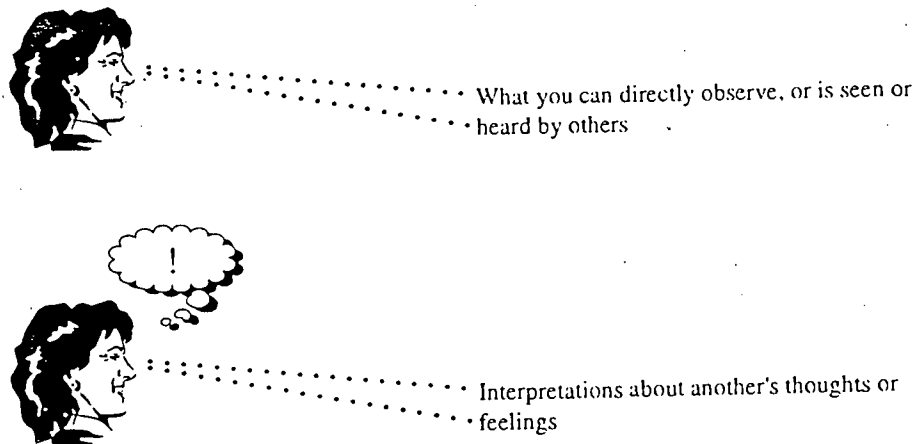 What you can directly observe, or is seen or
heard by others
!
Interpretations about another's thoughts or
feelings